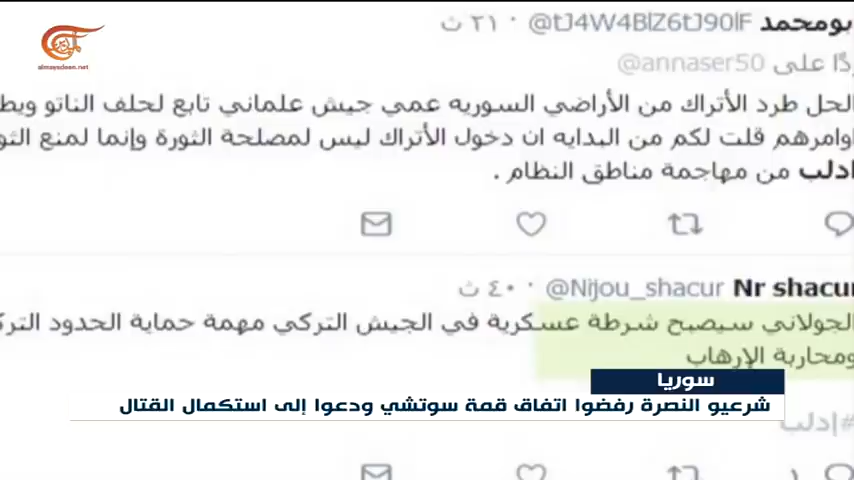 almayadeen.net
بومحمد @tJ4W4BlZ6tJ90lF · ٢١ ث
ردًا على @annaser50
الحل طرد الأتراك من الأراضي السوريه عمي جيش علماني تابع لحلف الناتو
اوامرهم قلت لكم من البدايه ان دخول الأتراك ليس لمصلحة الثورة وإنما لمنع
ادلب من مهاجمة مناطق النظام .
Nr shacur @Nijou_shacur · ٤٠ ث
الجولاني سيصبح شرطة عسكرية في الجيش التركي مهمة حماية الحدود
ومحاربة الإرهاب
سوريا
شرعيو النصرة رفضوا اتفاق قمة سوتشي ودعوا إلى استكمال القتال
#إدلب
١